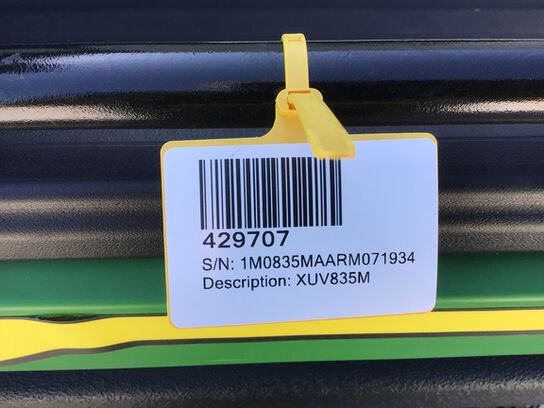 429707
S/N: 1M0835MAARM071934
Description: XUV835M